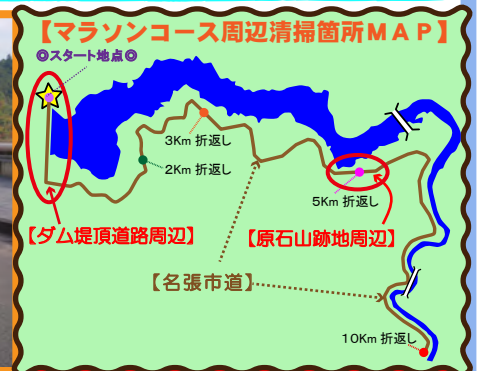 【マラソンコース周辺清掃箇所MAP】
◎スタート地点◎
3Km 折返し
2Km 折返し
5Km 折返し
【ダム堤頂道路周辺】
【原石山跡地周辺】
【名張市道】
10Km 折返し